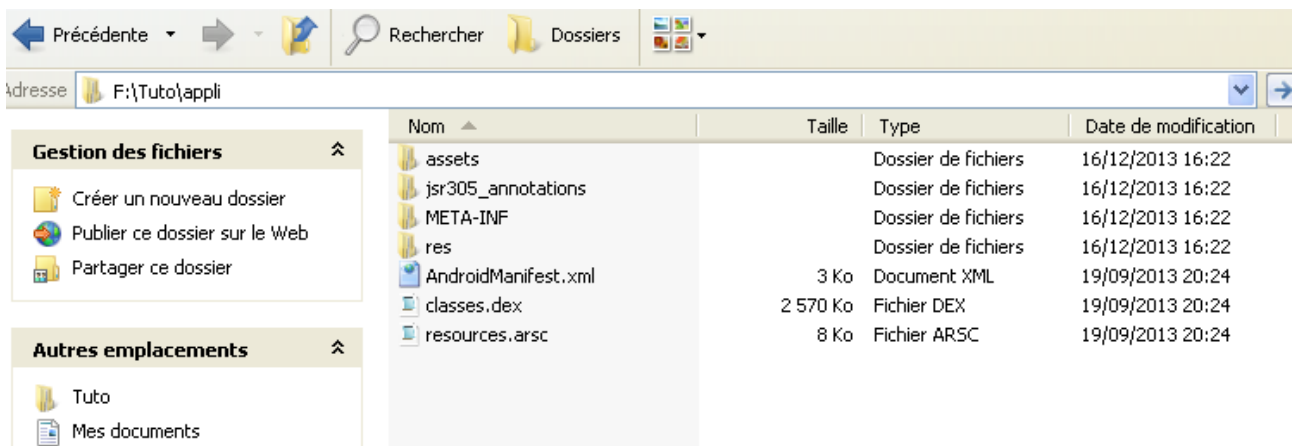 Précédente Rechercher Dossiers
Adresse F:\Tuto\appli
Nom Taille Type Date de modification
Gestion des fichiers
Créer un nouveau dossier
Publier ce dossier sur le Web
Partager ce dossier
Autres emplacements
Tuto
Mes documents
assets Dossier de fichiers 16/12/2013 16:22
jsr305_annotations Dossier de fichiers 16/12/2013 16:22
META-INF Dossier de fichiers 16/12/2013 16:22
res Dossier de fichiers 16/12/2013 16:22
AndroidManifest.xml 3 Ko Document XML 19/09/2013 20:24
classes.dex 2 570 Ko Fichier DEX 19/09/2013 20:24
resources.arsc 8 Ko Fichier ARSC 19/09/2013 20:24